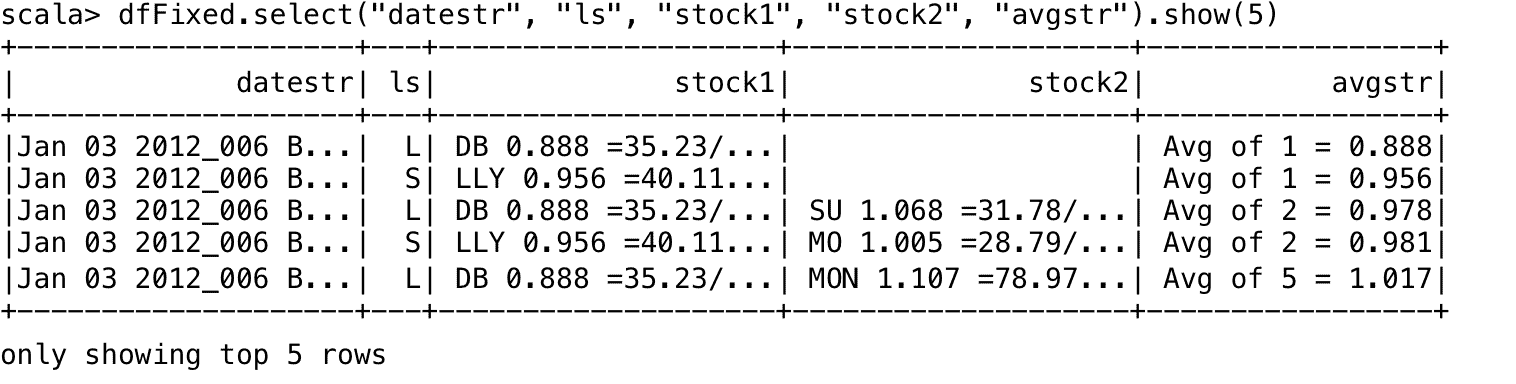 scala> dfFixed.select("datestr", "ls", "stock1", "stock2", "avgstr").show(5)
+--------------------+---+--------------------+--------------------+-----------------+
|             datestr| ls|              stock1|              stock2|           avgstr|
+--------------------+---+--------------------+--------------------+-----------------+
|Jan 03 2012_006 B...|  L| DB 0.888 =35.23/...|                    | Avg of 1 = 0.888|
|Jan 03 2012_006 B...|  S| LLY 0.956 =40.11...|                    | Avg of 1 = 0.956|
|Jan 03 2012_006 B...|  L| DB 0.888 =35.23/...| SU 1.068 =31.78/...| Avg of 2 = 0.978|
|Jan 03 2012_006 B...|  S| LLY 0.956 =40.11...| MO 1.005 =28.79/...| Avg of 2 = 0.981|
|Jan 03 2012_006 B...|  L| DB 0.888 =35.23/...| MON 1.107 =78.97...| Avg of 5 = 1.017|
+--------------------+---+--------------------+--------------------+-----------------+
only showing top 5 rows